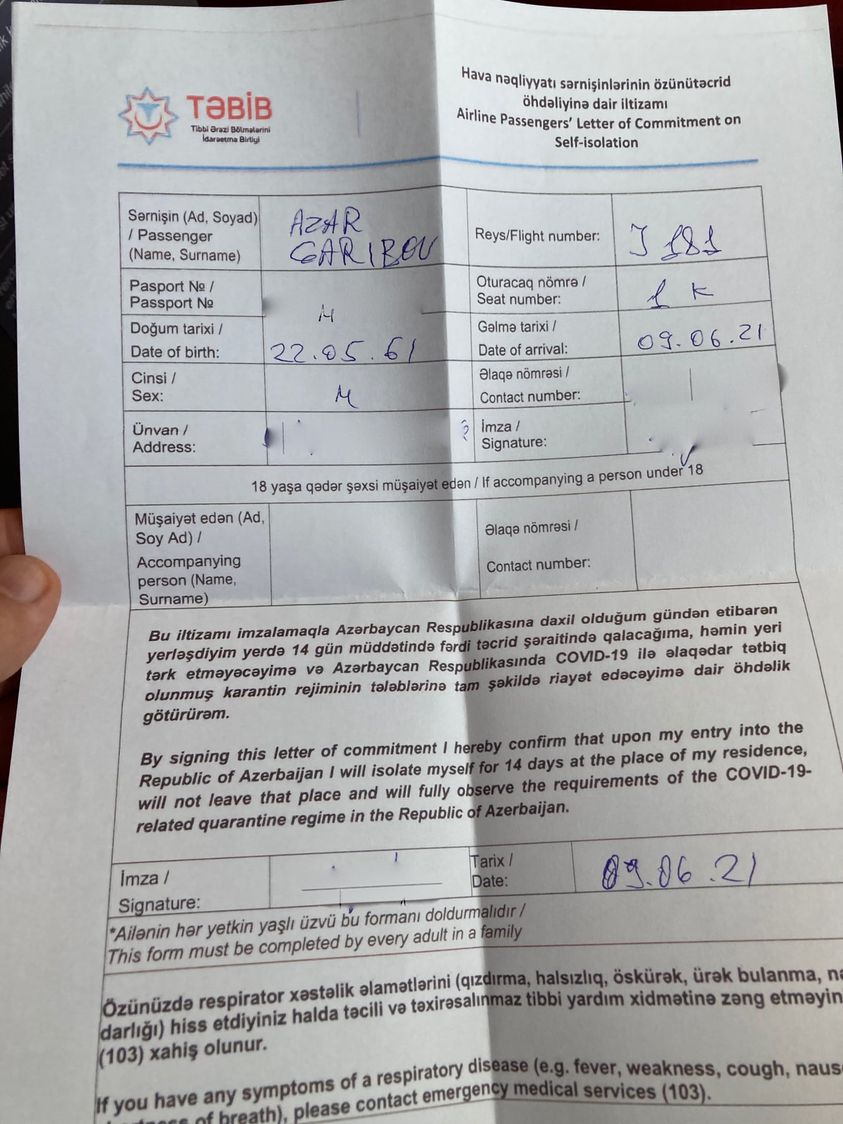 TƏBİB
Tibbi Ərazi Bölmələrini
İdarəetmə Birliyi
Hava nəqliyyatı sərnişinlərinin özünütəcrid
öhdəliyinə dair iltizamı
Airline Passengers' Letter of Commitment on
Self-isolation
Sərnişin (Ad, Soyad)
/ Passenger
(Name, Surname)
AZAR
GARIBOV
Reys/Flight number:
J 181
Pasport № /
Passport №
M
Oturacaq nömrə /
Seat number:
1 K
Doğum tarixi /
Date of birth:
22.05.61
Gəlmə tarixi /
Date of arrival:
09.06.21
Cinsi /
Sex:
M
Əlaqə nömrəsi /
Contact number:
Ünvan /
Address:
İmza /
Signature:
18 yaşa qədər şəxsi müşaiyət edən / If accompanying a person under 18
Müşaiyət edən (Ad,
Soy Ad) /
Accompanying
person (Name,
Surname)
Əlaqə nömrəsi /
Contact number:
Bu iltizamı imzalamaqla Azərbaycan Respublikasına daxil olduğum gündən etibarən
yerləşdiyim yerdə 14 gün müddətində fərdi təcrid şəraitində qalacağıma, həmin yeri
tərk etməyəcəyimə və Azərbaycan Respublikasında COVID-19 ilə əlaqədar tətbiq
olunmuş karantin rejiminin tələblərinə tam şəkildə riayət edəcəyimə dair öhdəlik
götürürəm.
By signing this letter of commitment I hereby confirm that upon my entry into the
Republic of Azerbaijan I will isolate myself for 14 days at the place of my residence,
will not leave that place and will fully observe the requirements of the COVID-19-
related quarantine regime in the Republic of Azerbaijan.
İmza /
Signature:
Tarix /
Date:
09.06.21
*Ailənin hər yetkin yaşlı üzvü bu formanı doldurmalıdır /
This form must be completed by every adult in a family
Özünüzdə respirator xəstəlik əlamətlərini (qızdırma, halsızlıq, öskürək, ürək bulanma,
darlığı) hiss etdiyiniz halda təcili və təxirəsalınmaz tibbi yardım xidmətinə zəng etməyin
(103) xahiş olunur.
If you have any symptoms of a respiratory disease (e.g. fever, weakness, cough,
of breath), please contact emergency medical services (103).